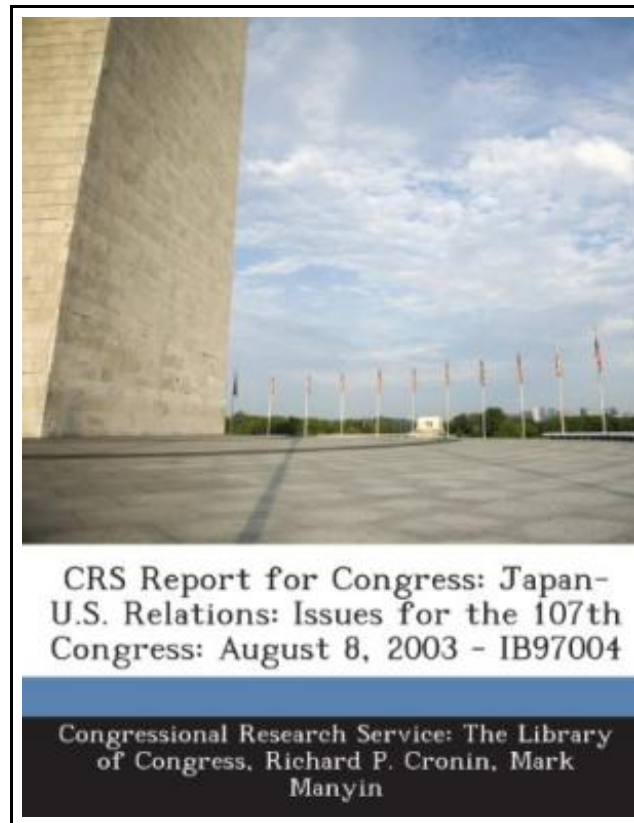 CRS Report for Congress: Japan-
U.S. Relations: Issues for the 107th
Congress: August 8, 2003 - IB97004
Congressional Research Service: The Library
of Congress, Richard P. Cronin, Mark
Manyin